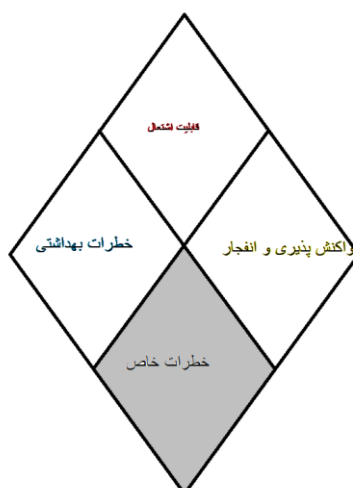 قابلیت اشتعال
خطرات بهداشتی
واکنش پذیری و انفجار
خطرات خاص